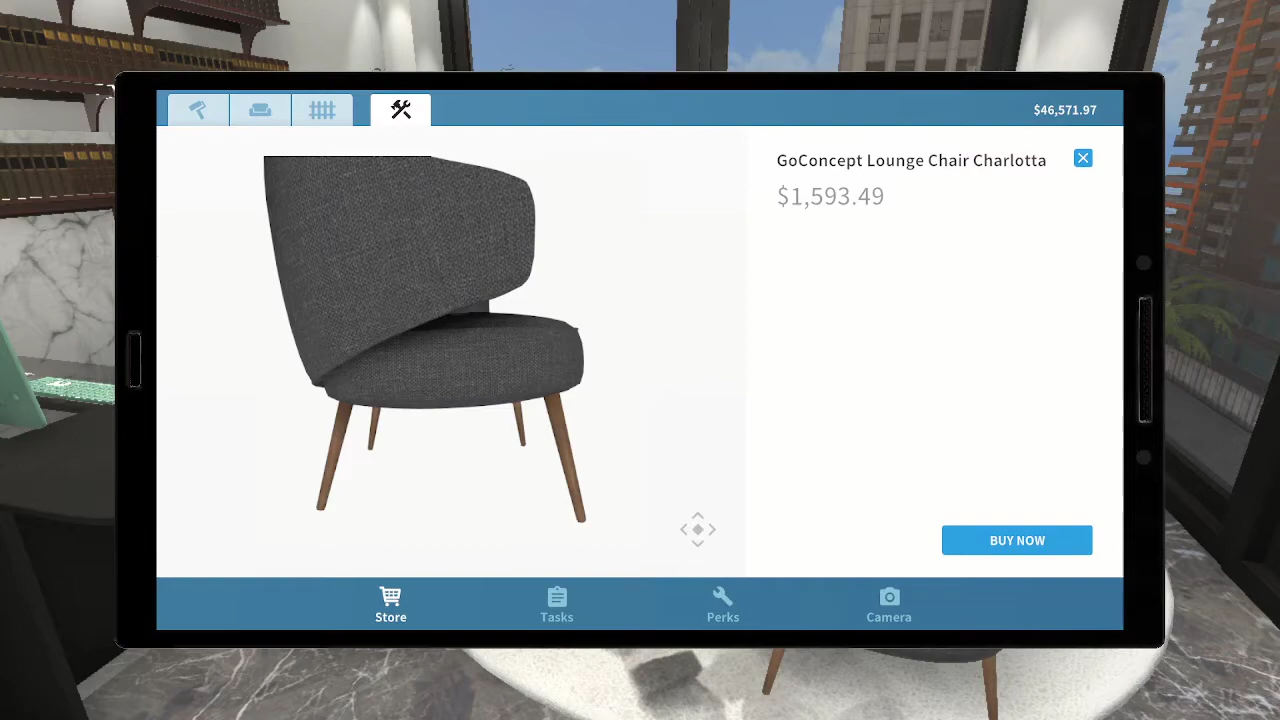 $46,571.97
GoConcept Lounge Chair Charlotta
$1,593.49
BUY NOW
Store
Tasks
Perks
Camera